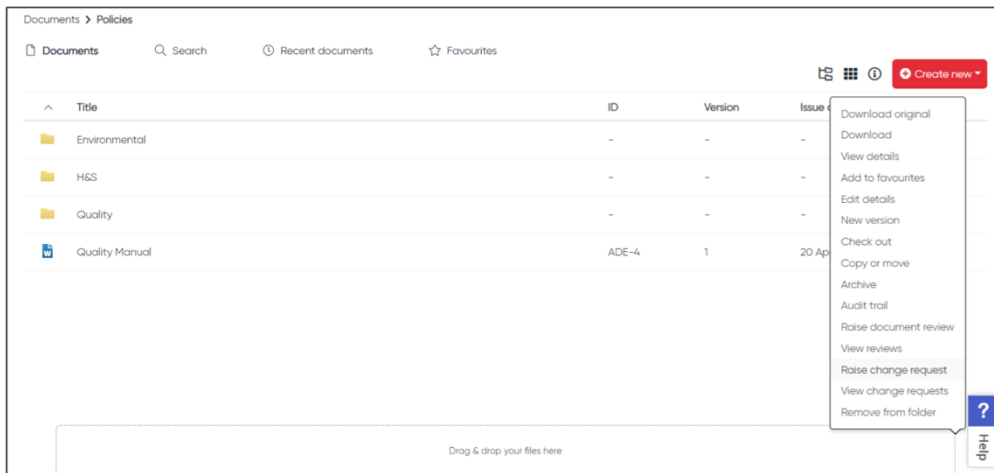 Documents > Policies
Documents Search Recent documents Favourites
Create new
Title ID Version Issue
Environmental - - -
H&S - - -
Quality - - -
Quality Manual ADE-4 1 20 Ap
Download original
Download
View details
Add to favourites
Edit details
New version
Check out
Copy or move
Archive
Audit trail
Raise document review
View reviews
Raise change request
View change requests
Remove from folder
Drag & drop your files here
? Help